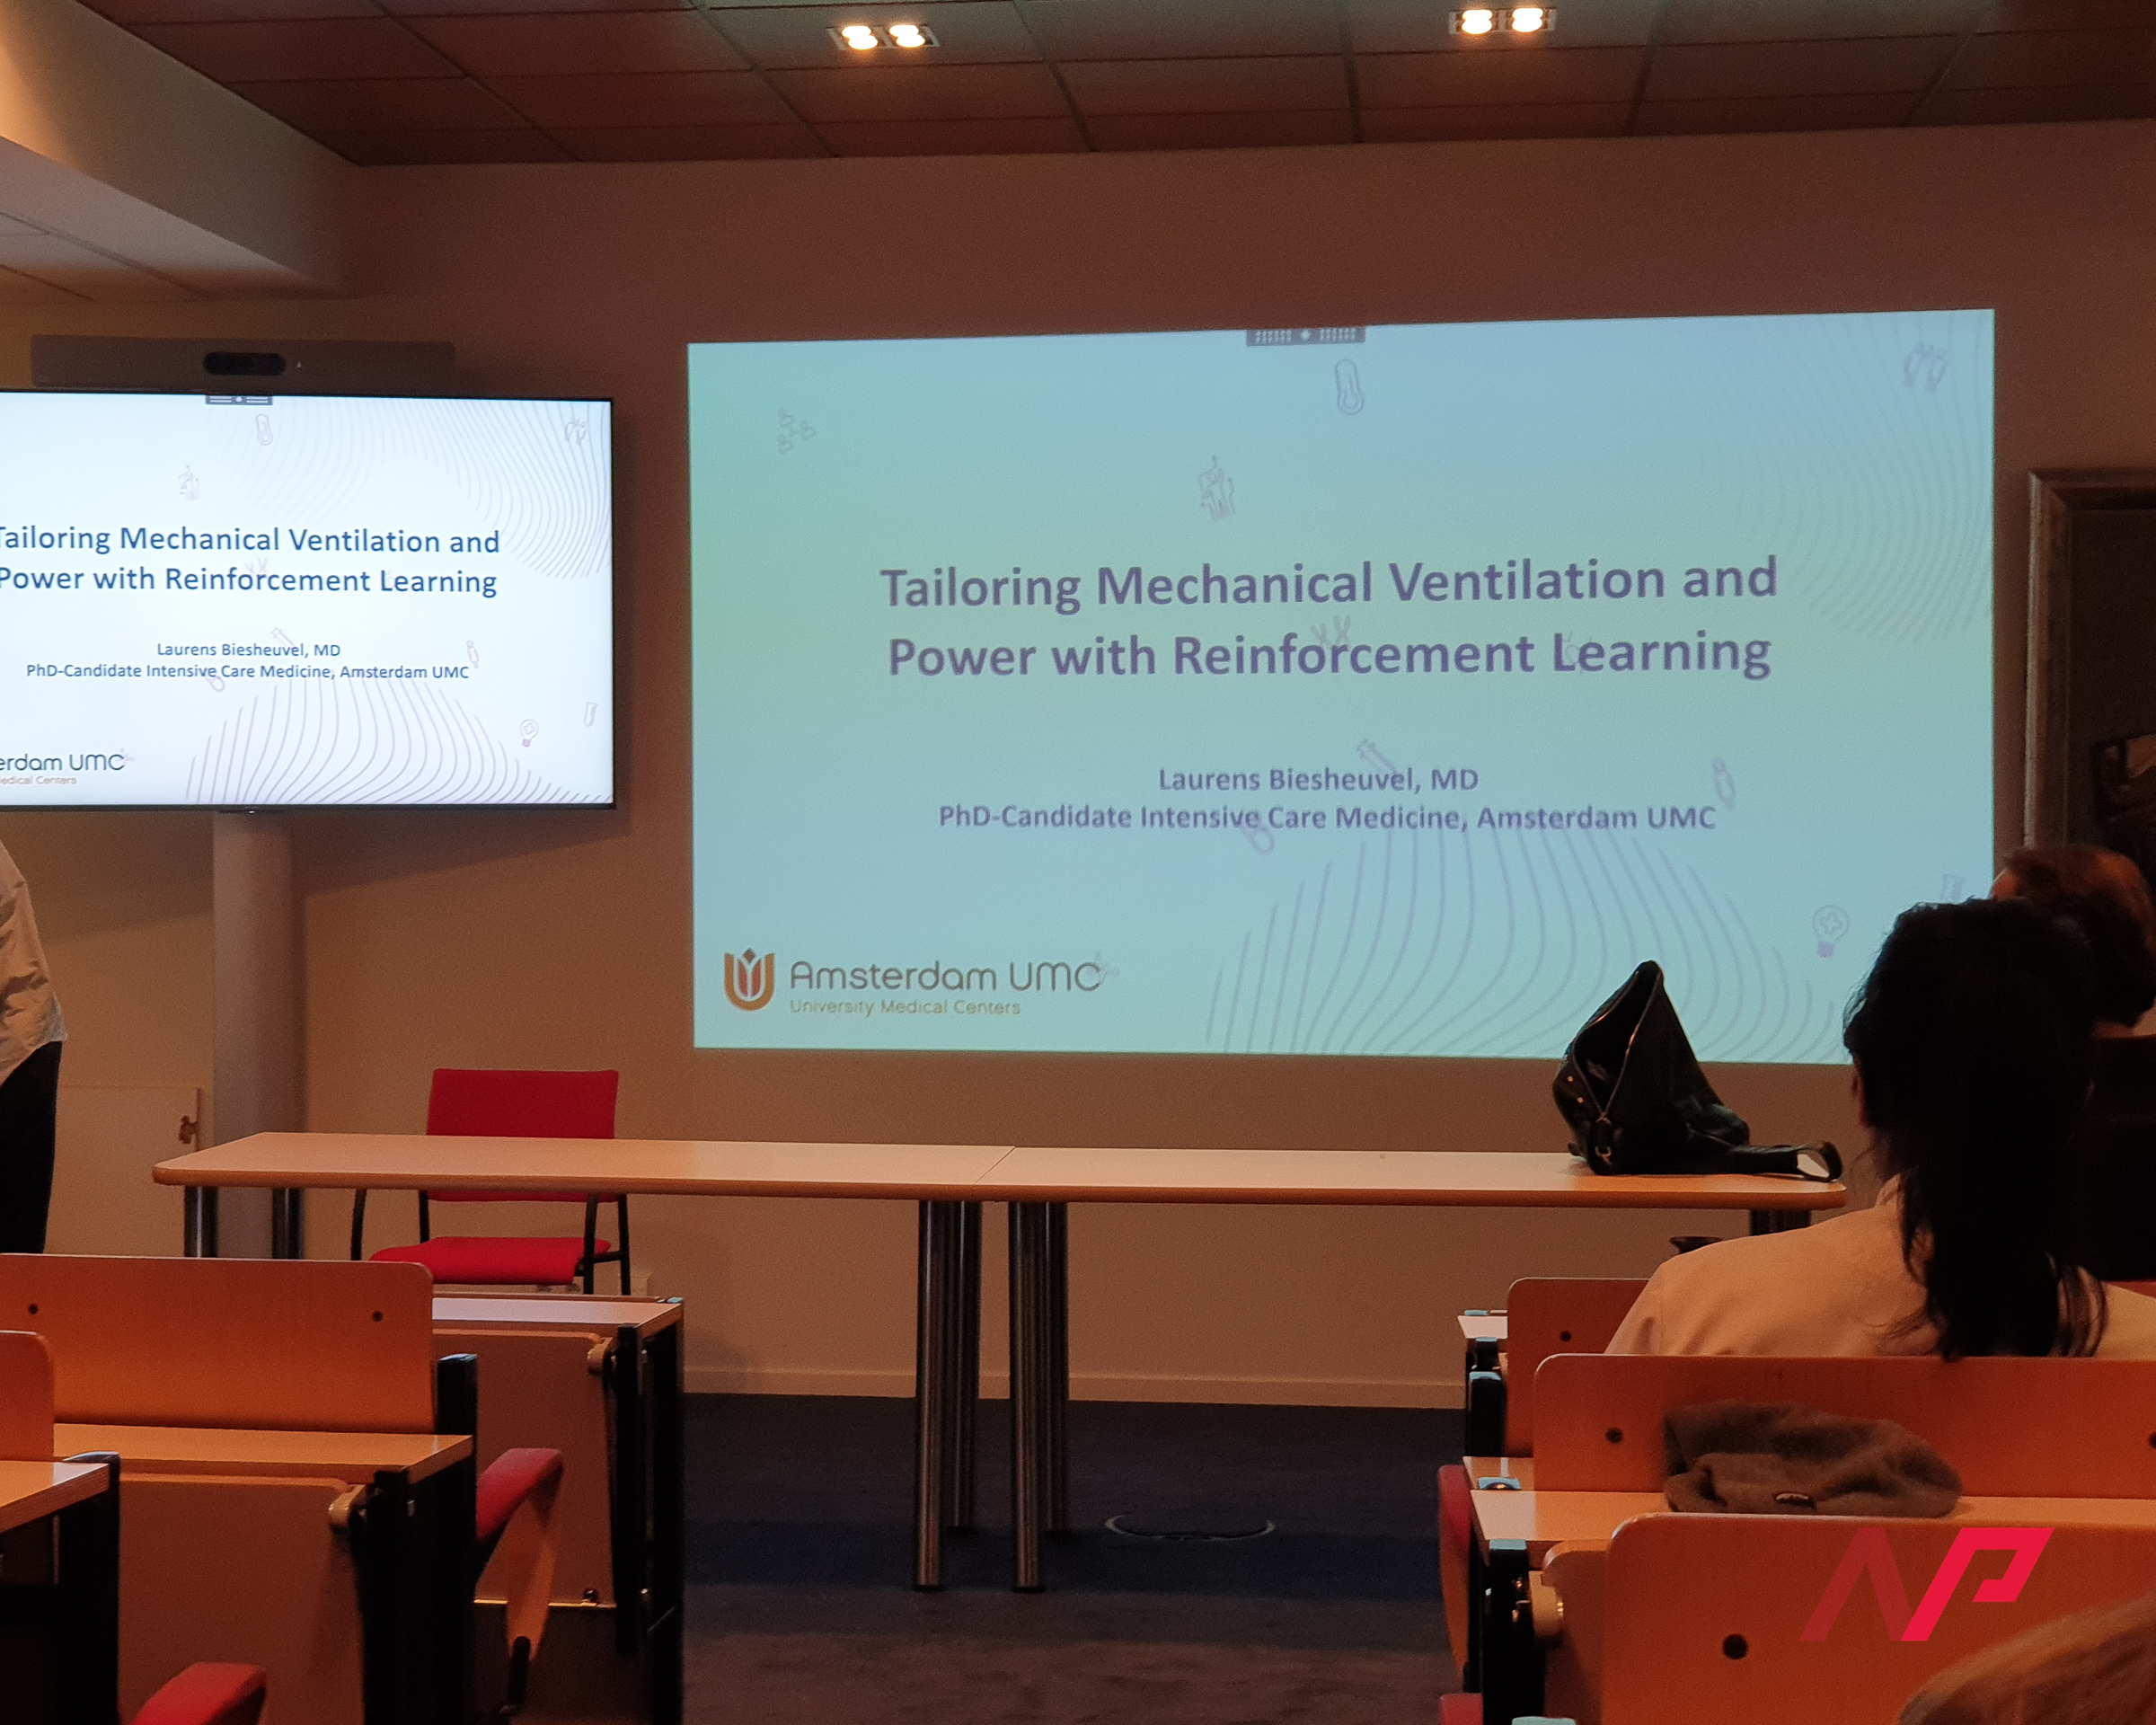 Tailoring Mechanical Ventilation and
Power with Reinforcement Learning
Laurens Biesheuvel, MD
PhD-Candidate Intensive Care Medicine, Amsterdam UMC
erdam UMC
edical Centers
Tailoring Mechanical Ventilation and
Power with Reinforcement Learning
Laurens Biesheuvel, MD
PhD-Candidate Intensive Care Medicine, Amsterdam UMC
Amsterdam UMC
University Medical Centers
NP